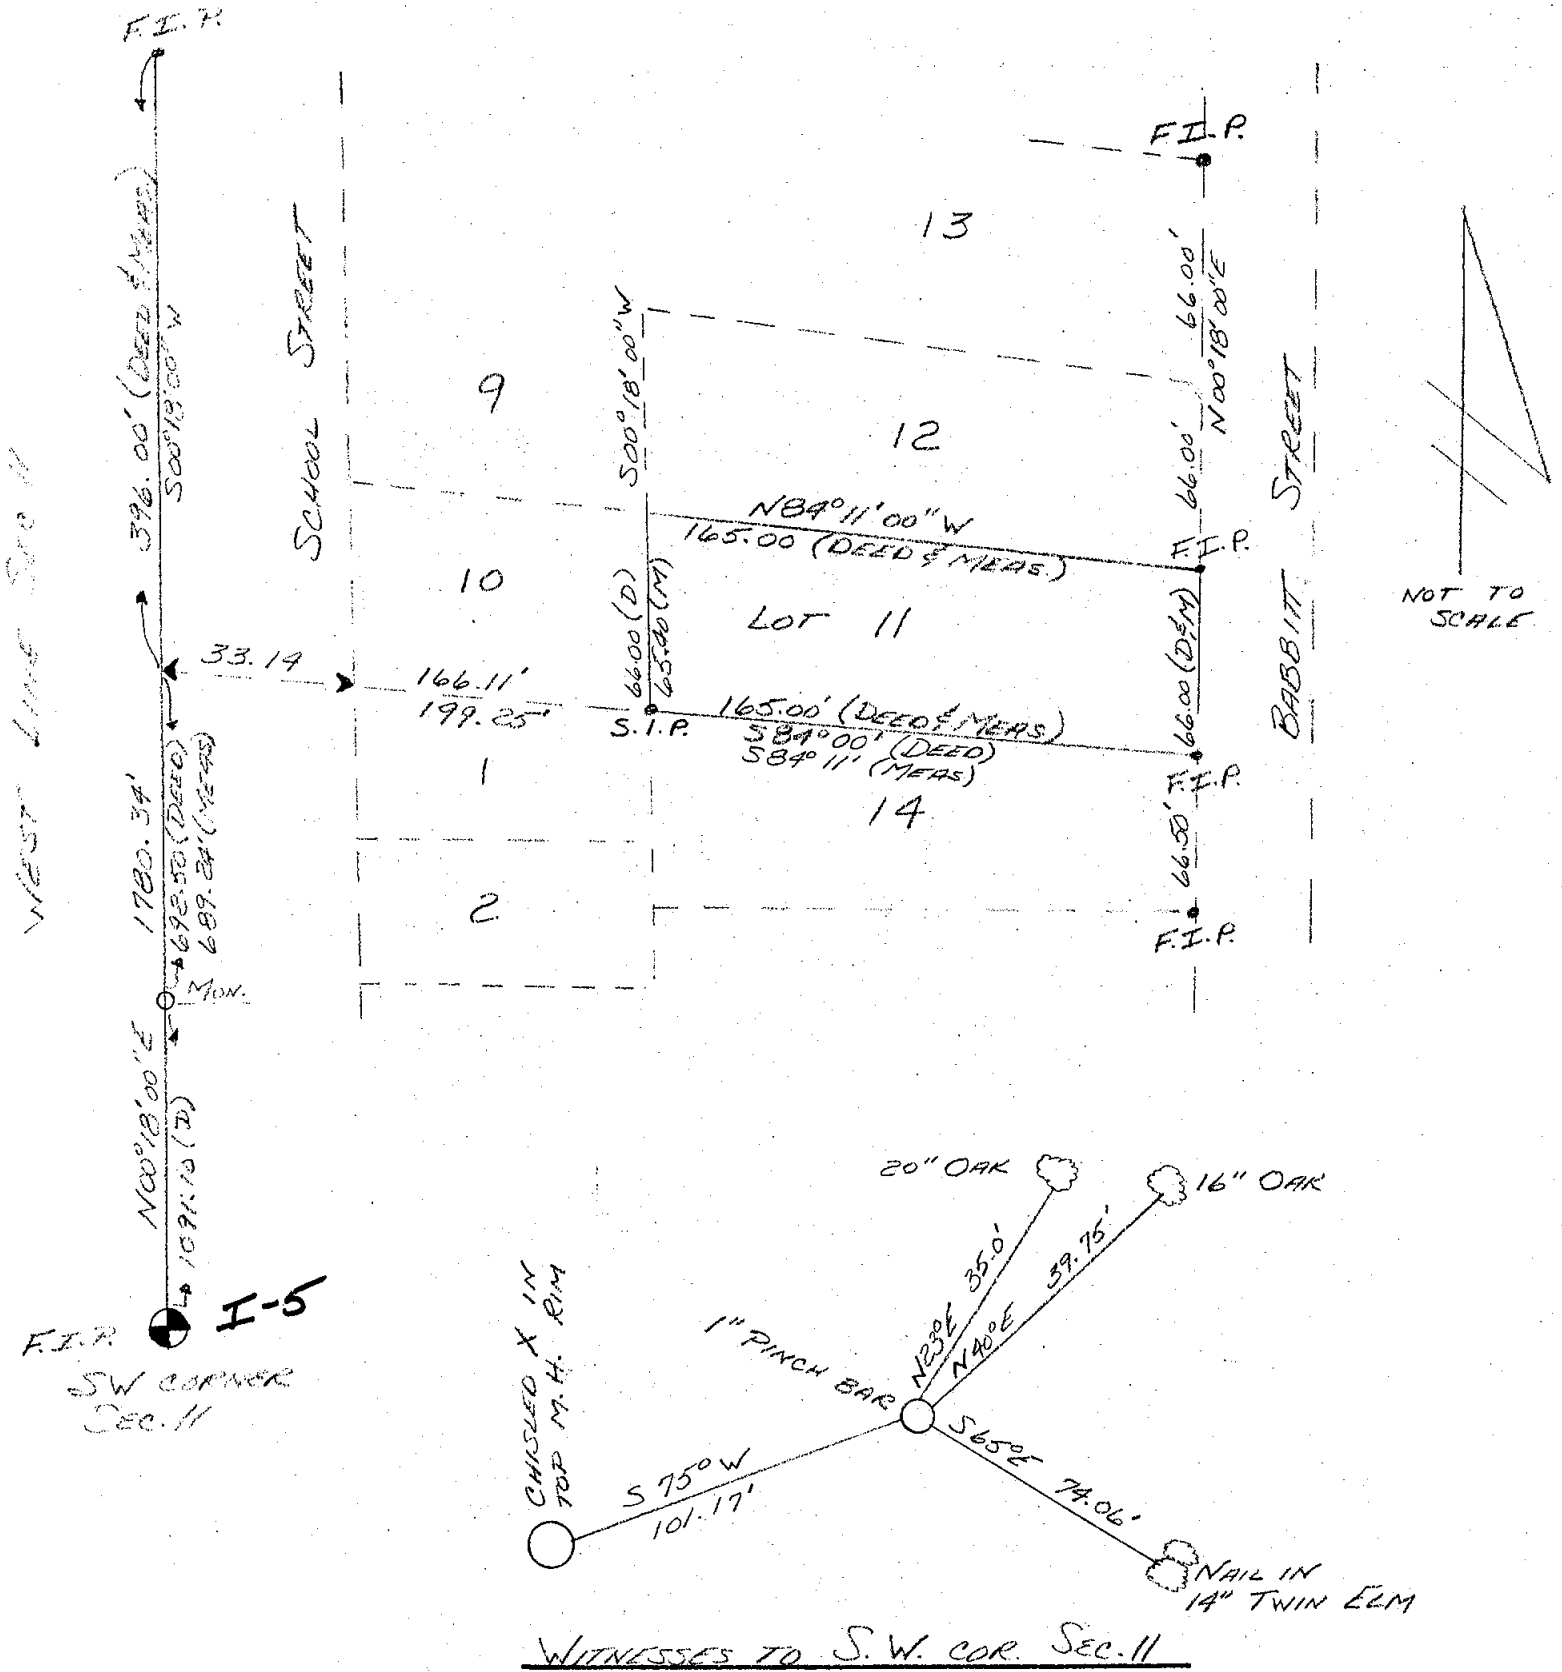 F.I.P.
396.00' (DEED & MEAS)
S00°18'00"W
WEST LINE SEC 11
SCHOOL STREET
F.I.P.
13
66.00'
N00°18'00"E
9
S00°18'00"W
12
66.00'
BABBITT STREET
N84°11'00"W
165.00 (DEED & MEAS.)
F.I.P.
10
66.00 (D)
65.00 (M)
LOT 11
66.00 (D&M)
NOT TO
SCALE
33.14
166.11'
199.25'
S.I.P.
165.00' (DEED & MEAS)
S84°00' (DEED)
S84°11' (MEAS)
F.I.P.
1
14
66.50'
1780.34'
(DEED)
689.24' (MEAS)
2
F.I.P.
MON.
N00°18'00"E
1091.10 (D)
I-5
F.I.P.
SW CORNER
SEC. 11
20" OAK
16" OAK
N23°E 35.0'
N40°E 39.75'
1" PINCH BAR
CHISLED X IN
TOP M.H. RIM
S 75° W
101.17'
S65°E 74.06'
NAIL IN
14" TWIN ELM
WITNESSES TO S.W. COR. SEC. 11